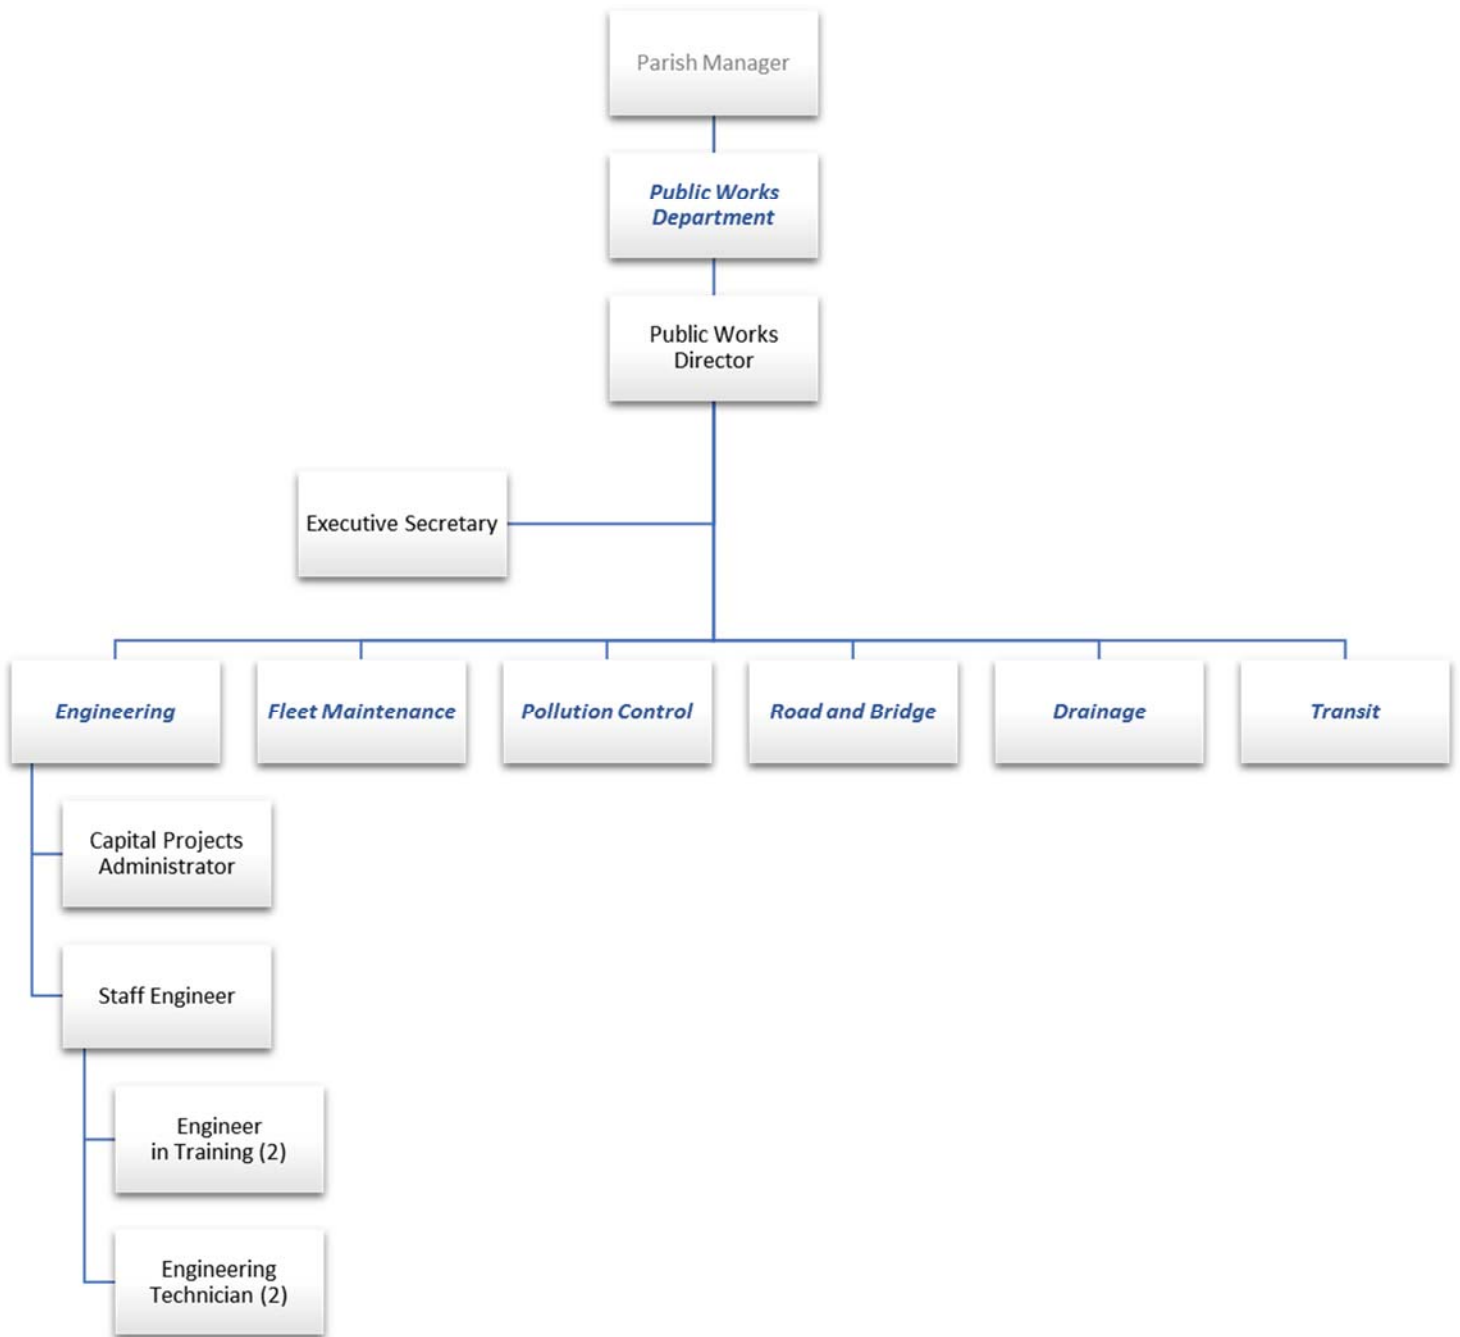 Parish Manager
Public Works
Department
Public Works
Director
Executive Secretary
Engineering
Fleet Maintenance
Pollution Control
Road and Bridge
Drainage
Transit
Capital Projects
Administrator
Staff Engineer
Engineer
in Training (2)
Engineering
Technician (2)